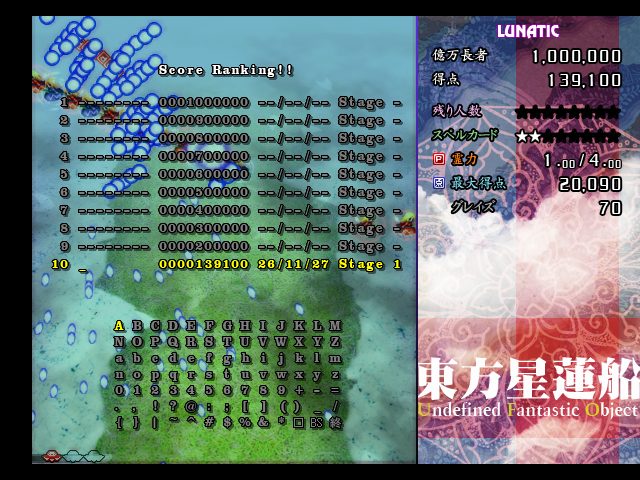 Score Ranking!!
1 -------- 0001000000 --/--/-- Stage -
2 -------- 0000900000 --/--/-- Stage -
3 -------- 0000800000 --/--/-- Stage -
4 -------- 0000700000 --/--/-- Stage -
5 -------- 0000600000 --/--/-- Stage -
6 -------- 0000500000 --/--/-- Stage -
7 -------- 0000400000 --/--/-- Stage -
8 -------- 0000300000 --/--/-- Stage -
9 -------- 0000200000 --/--/-- Stage -
10 _ 0000139100 26/11/27 Stage 1
A B C D E F G H I J K L M
N O P Q R S T U V W X Y Z
a b c d e f g h i j k l m
n o p q r s t u v w x y z
0 1 2 3 4 5 6 7 8 9 + - =
. , ! ? @ : ; [ ] ( ) _ /
{ } | ~ ^ # $ % & * □ BS 終
LUNATIC
億万長者 1,000,000
得点 139,100
残り人数 ★★★★★★★★★
スペルカード ★★
P 霊力 1.00/4.00
点 最大得点 20,090
グレイズ 70
東方星蓮船
Undefined Fantastic Object